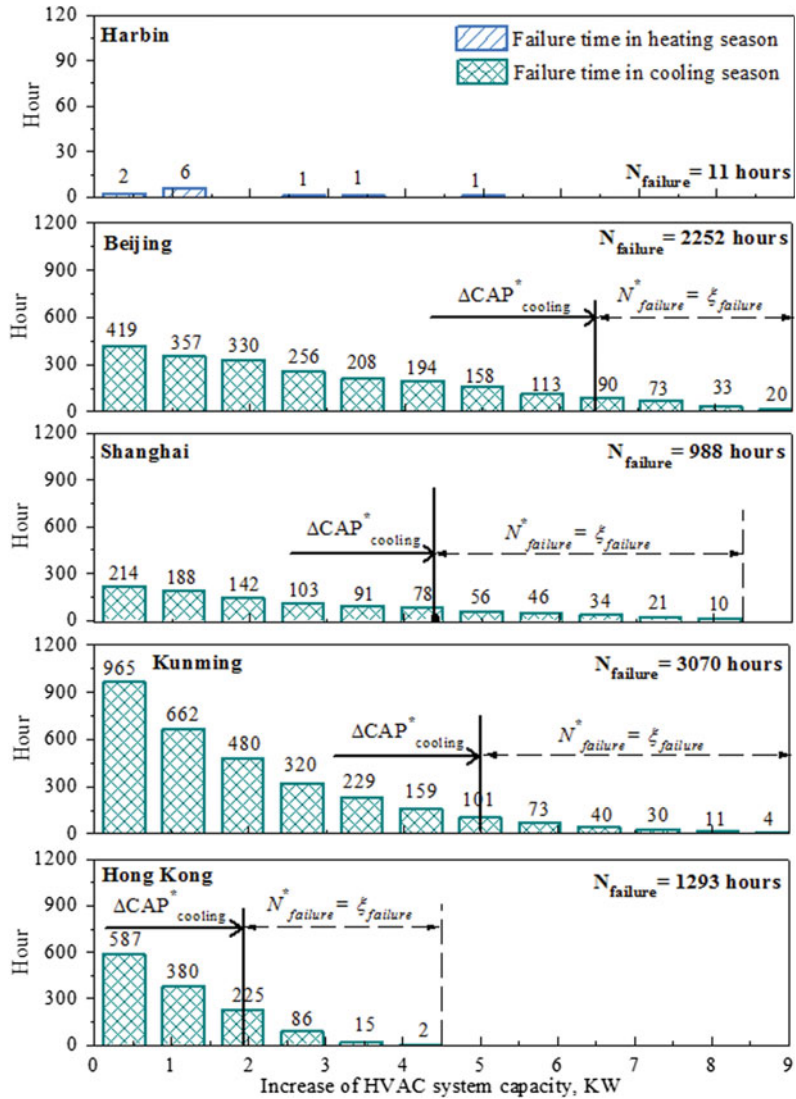 Harbin
Failure time in heating season
Failure time in cooling season
Hour
120
90
60
30
0
2 6 1 1 1
N_failure = 11 hours
Beijing
N_failure = 2252 hours
Hour
1200
900
600
300
0
ΔCAP*_cooling
N*_failure = ξ_failure
419 357 330 256 208 194 158 113 90 73 33 20
Shanghai
N_failure = 988 hours
Hour
1200
900
600
300
0
ΔCAP*_cooling
N*_failure = ξ_failure
214 188 142 103 91 78 56 46 34 21 10
Kunming
N_failure = 3070 hours
Hour
1200
900
600
300
0
ΔCAP*_cooling
N*_failure = ξ_failure
965 662 480 320 229 159 101 73 40 30 11 4
Hong Kong
N_failure = 1293 hours
Hour
1200
900
600
300
0
ΔCAP*_cooling
N*_failure = ξ_failure
587 380 225 86 15 2
0 1 2 3 4 5 6 7 8 9
Increase of HVAC system capacity, KW